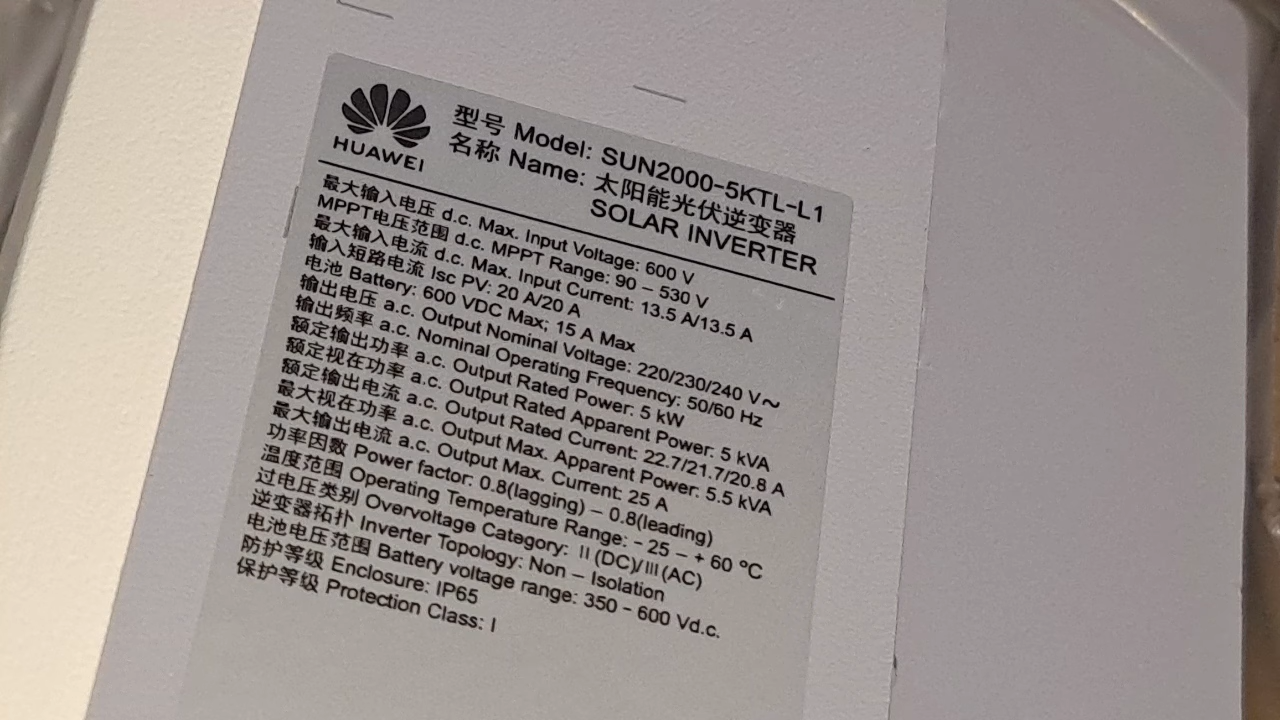 HUAWEI
型号 Model: SUN2000-5KTL-L1
名称 Name: 太阳能光伏逆变器
SOLAR INVERTER
最大输入电压 d.c. Max. Input Voltage: 600 V
MPPT电压范围 d.c. MPPT Range: 90 – 530 V
最大输入电流 d.c. Max. Input Current: 13.5 A/13.5 A
输入短路电流 Isc PV: 20 A/20 A
电池 Battery: 600 VDC Max; 15 A Max
输出电压 a.c. Output Nominal Voltage: 220/230/240 V～
输出频率 a.c. Nominal Operating Frequency: 50/60 Hz
额定输出功率 a.c. Output Rated Power: 5 kW
额定视在功率 a.c. Output Rated Apparent Power: 5 kVA
额定输出电流 a.c. Output Rated Current: 22.7/21.7/20.8 A
最大视在功率 a.c. Output Max. Apparent Power: 5.5 kVA
最大输出电流 a.c. Output Max. Current: 25 A
功率因数 Power factor: 0.8(lagging) – 0.8(leading)
温度范围 Operating Temperature Range: - 25 – + 60 ℃
过电压类别 Overvoltage Category: II(DC)/III(AC)
逆变器拓扑 Inverter Topology: Non – Isolation
电池电压范围 Battery voltage range: 350 - 600 Vd.c.
防护等级 Enclosure: IP65
保护等级 Protection Class: I